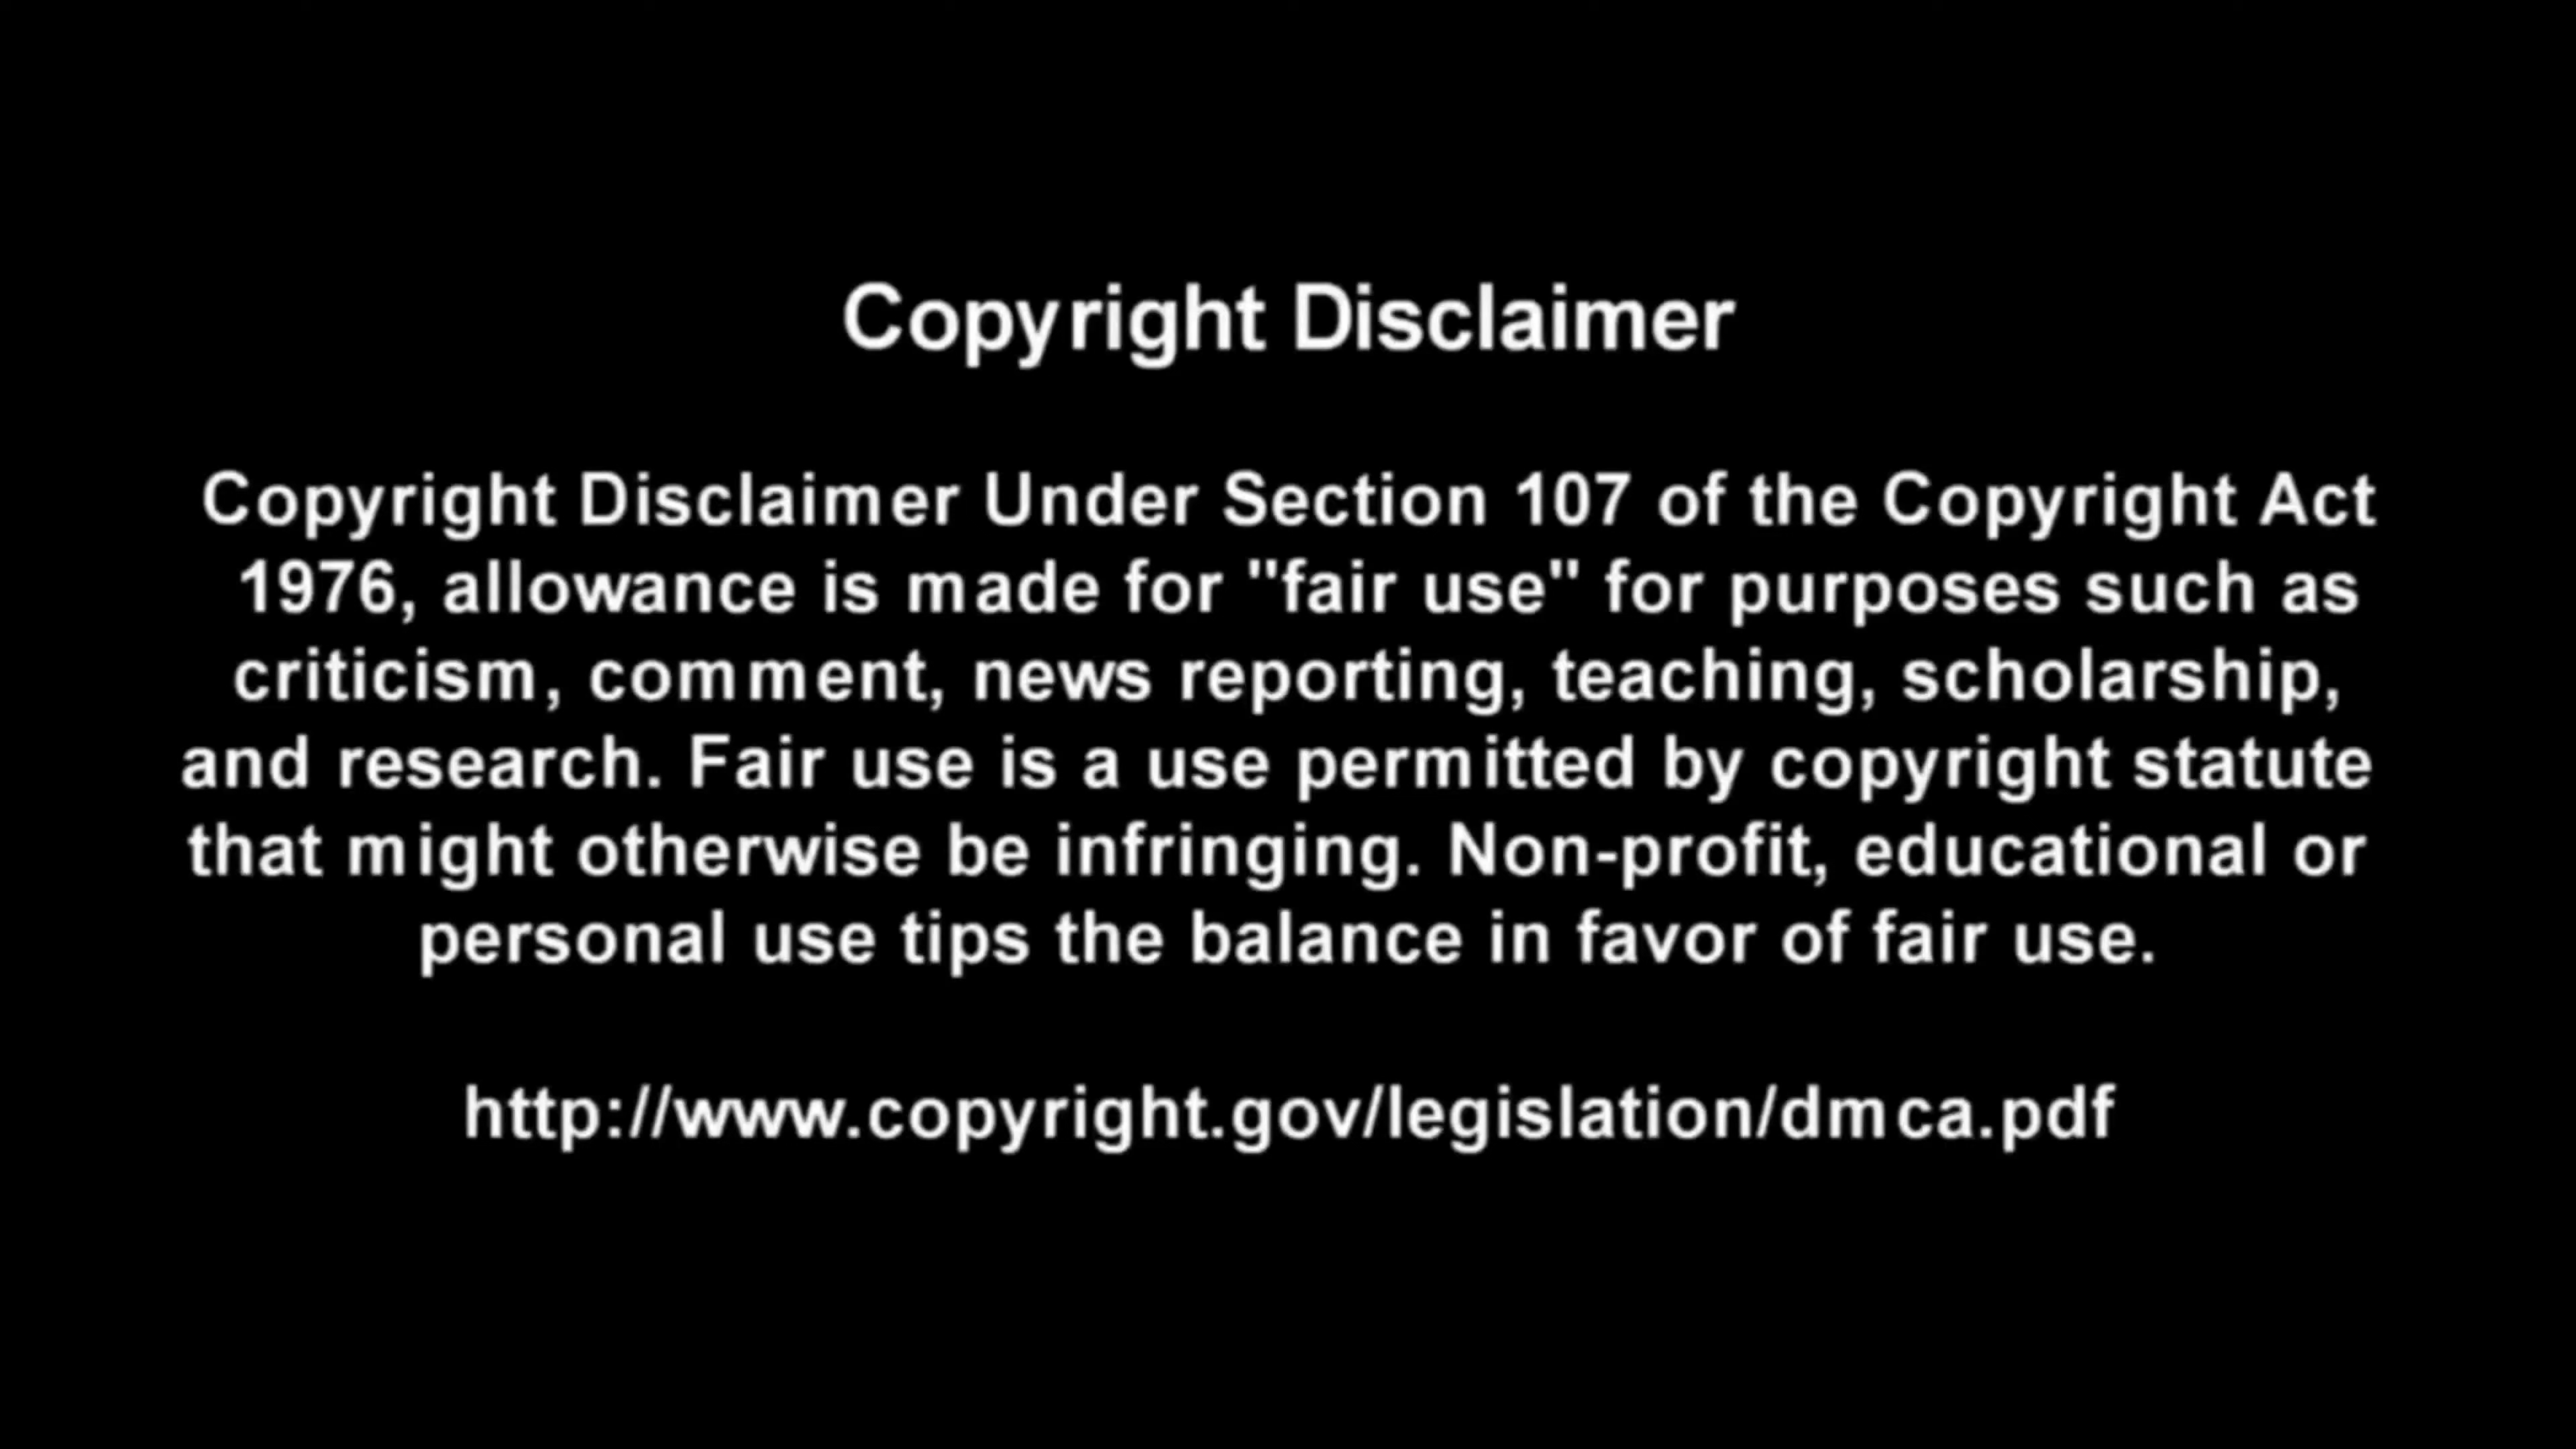 Copyright Disclaimer
Copyright Disclaimer Under Section 107 of the Copyright Act
1976, allowance is made for "fair use" for purposes such as
criticism, comment, news reporting, teaching, scholarship,
and research. Fair use is a use permitted by copyright statute
that might otherwise be infringing. Non-profit, educational or
personal use tips the balance in favor of fair use.
http://www.copyright.gov/legislation/dmca.pdf